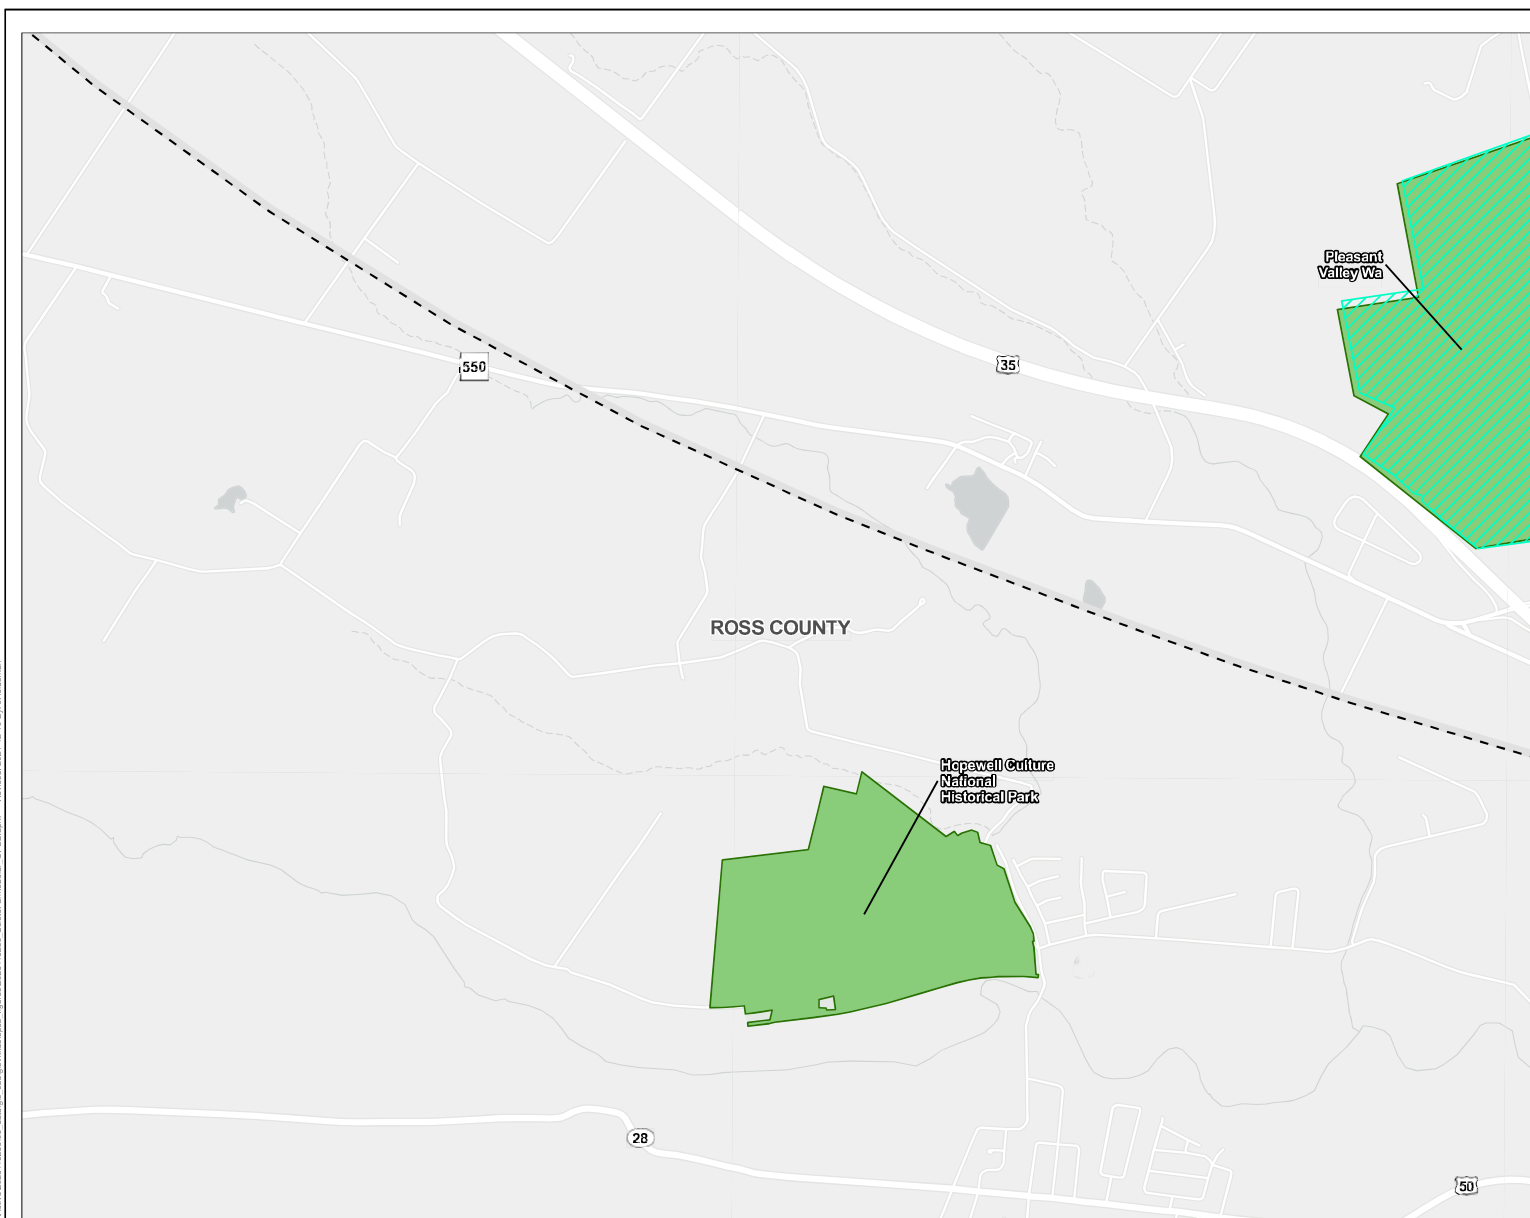 Pleasant
Valley Wa
35
550
ROSS COUNTY
Hopewell Culture
National
Historical Park
28
50